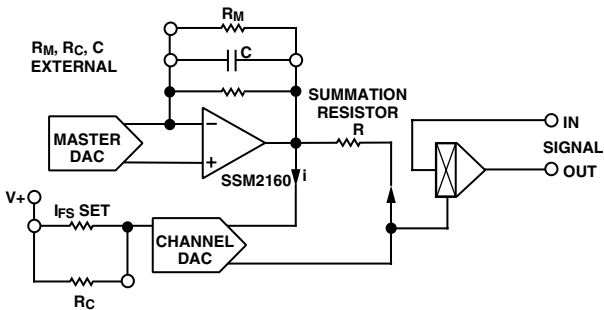 RM
RM, RC, C
EXTERNAL
C
SUMMATION
RESISTOR
R
MASTER
DAC
−
+
SSM2160
i
IN
SIGNAL
OUT
V+
IFS SET
CHANNEL
DAC
RC